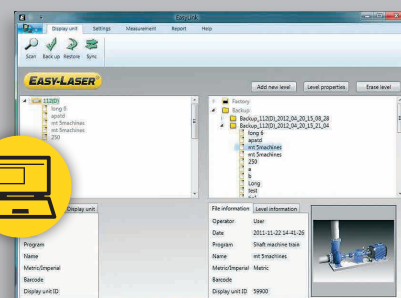 EasyLink
Display unit Settings Measurement Report Help
Scan Back up Restore Sync
EASY-LASER®
Add new level Level properties Erase level
112(D)
long 6
apatd
mt 5machines
mt 5machines
250
Factory
Backup
Backup_112(D)_2012_04_20_15_08_28
Backup_112(D)_2012_04_20_13_21_04
long 6
apatd
mt 5machines
mt 5machines
250
a
b
Long
test
Display unit
Program
Name
Metric/Imperial
Barcode
Display unit ID
File information Level information
Operator User
Date 2011-11-22 14-41-26
Program Shaft machine train
Name mt 5machines
Metric/Imperial Metric
Barcode
Display unit ID 59900